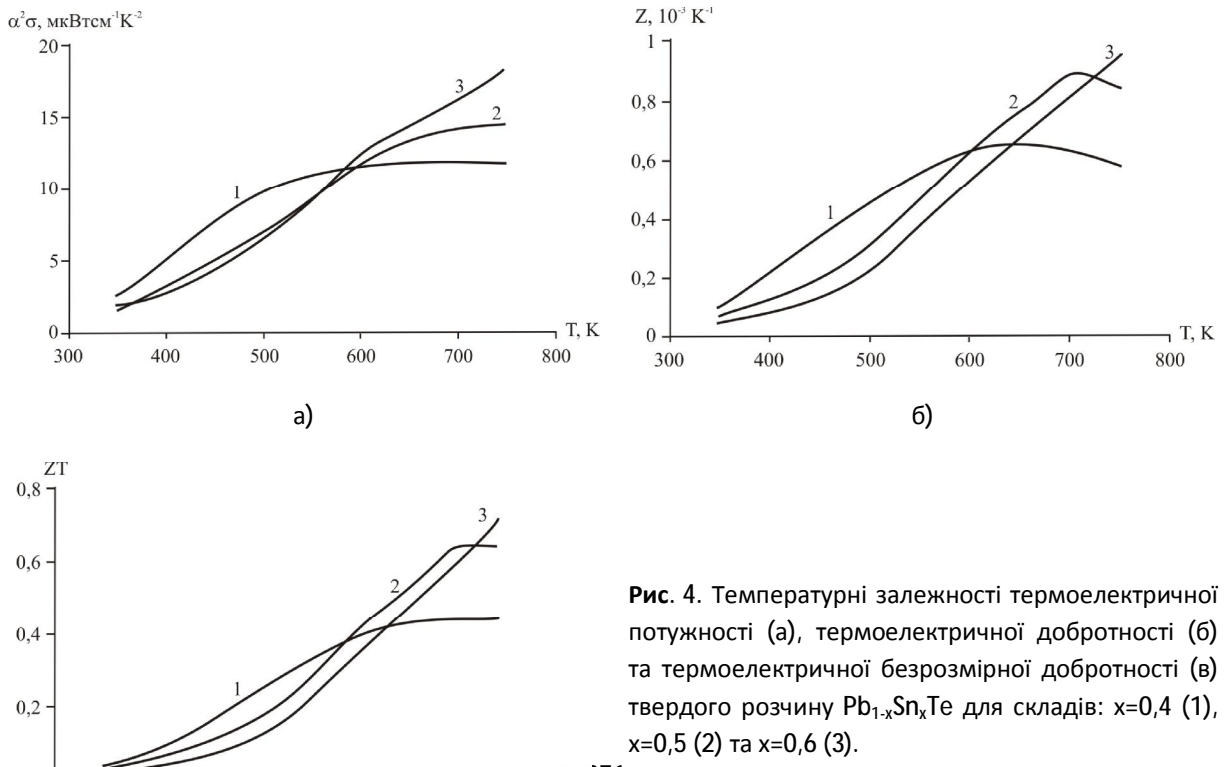 α²σ, мкВтсм⁻¹К⁻²
20
15
10
5
0
300 400 500 600 700 800
T, K
1
2
3
а)
Z, 10⁻³ K⁻¹
1
0,8
0,6
0,4
0,2
0
300 400 500 600 700 800
T, K
1
2
3
б)
ZT
0,8
0,6
0,4
0,2
1
2
3
Рис. 4. Температурні залежності термоелектричної
потужності (а), термоелектричної добротності (б)
та термоелектричної безрозмірної добротності (в)
твердого розчину Pb₁₋ₓSnₓTe для складів: x=0,4 (1),
x=0,5 (2) та x=0,6 (3).